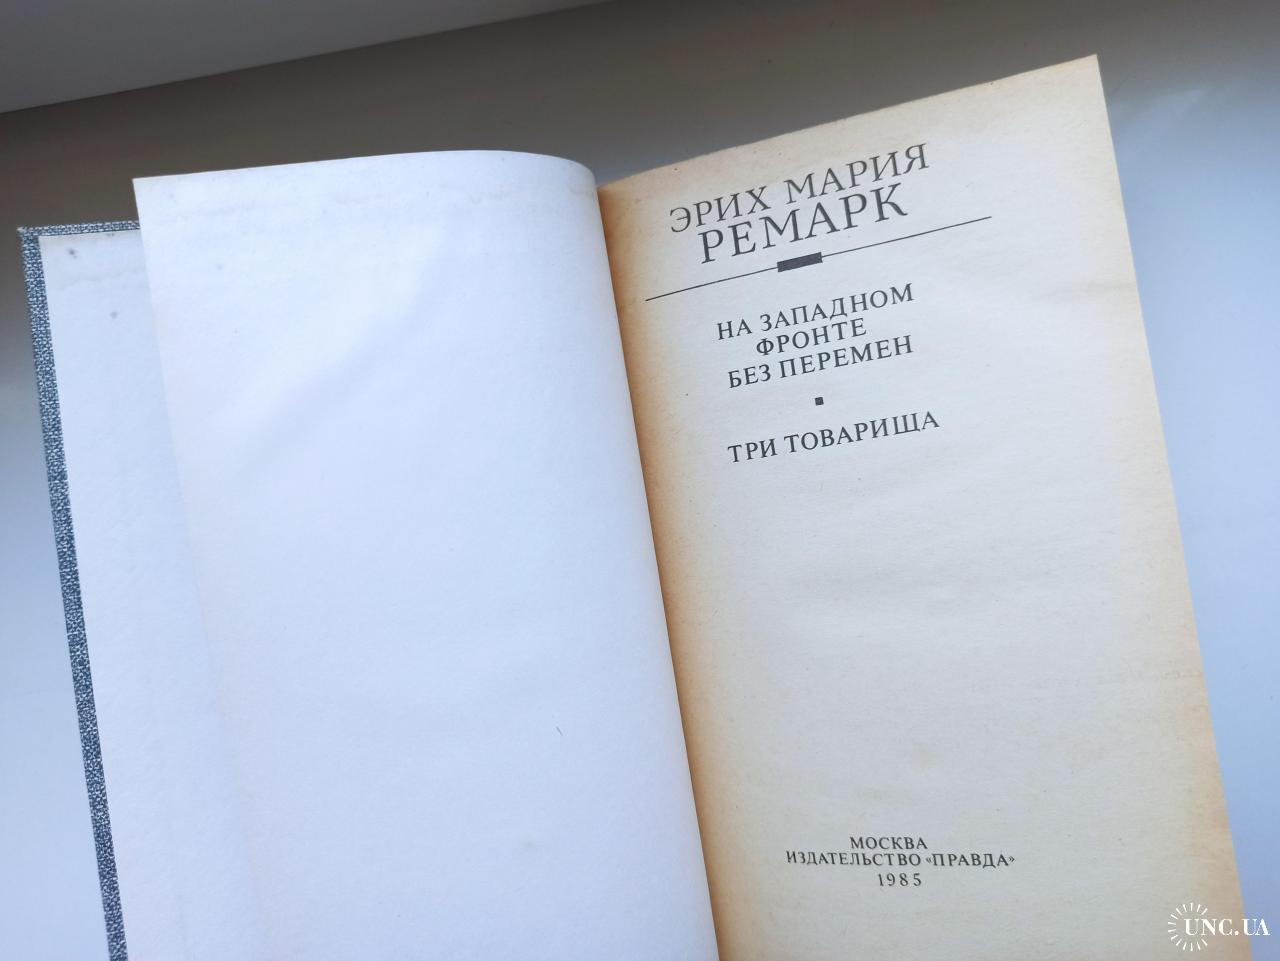 ЭРИХ МАРИЯ
РЕМАРК
НА ЗАПАДНОМ
ФРОНТЕ
БЕЗ ПЕРЕМЕН
ТРИ ТОВАРИЩА
МОСКВА
ИЗДАТЕЛЬСТВО «ПРАВДА»
1985
UNC.UA